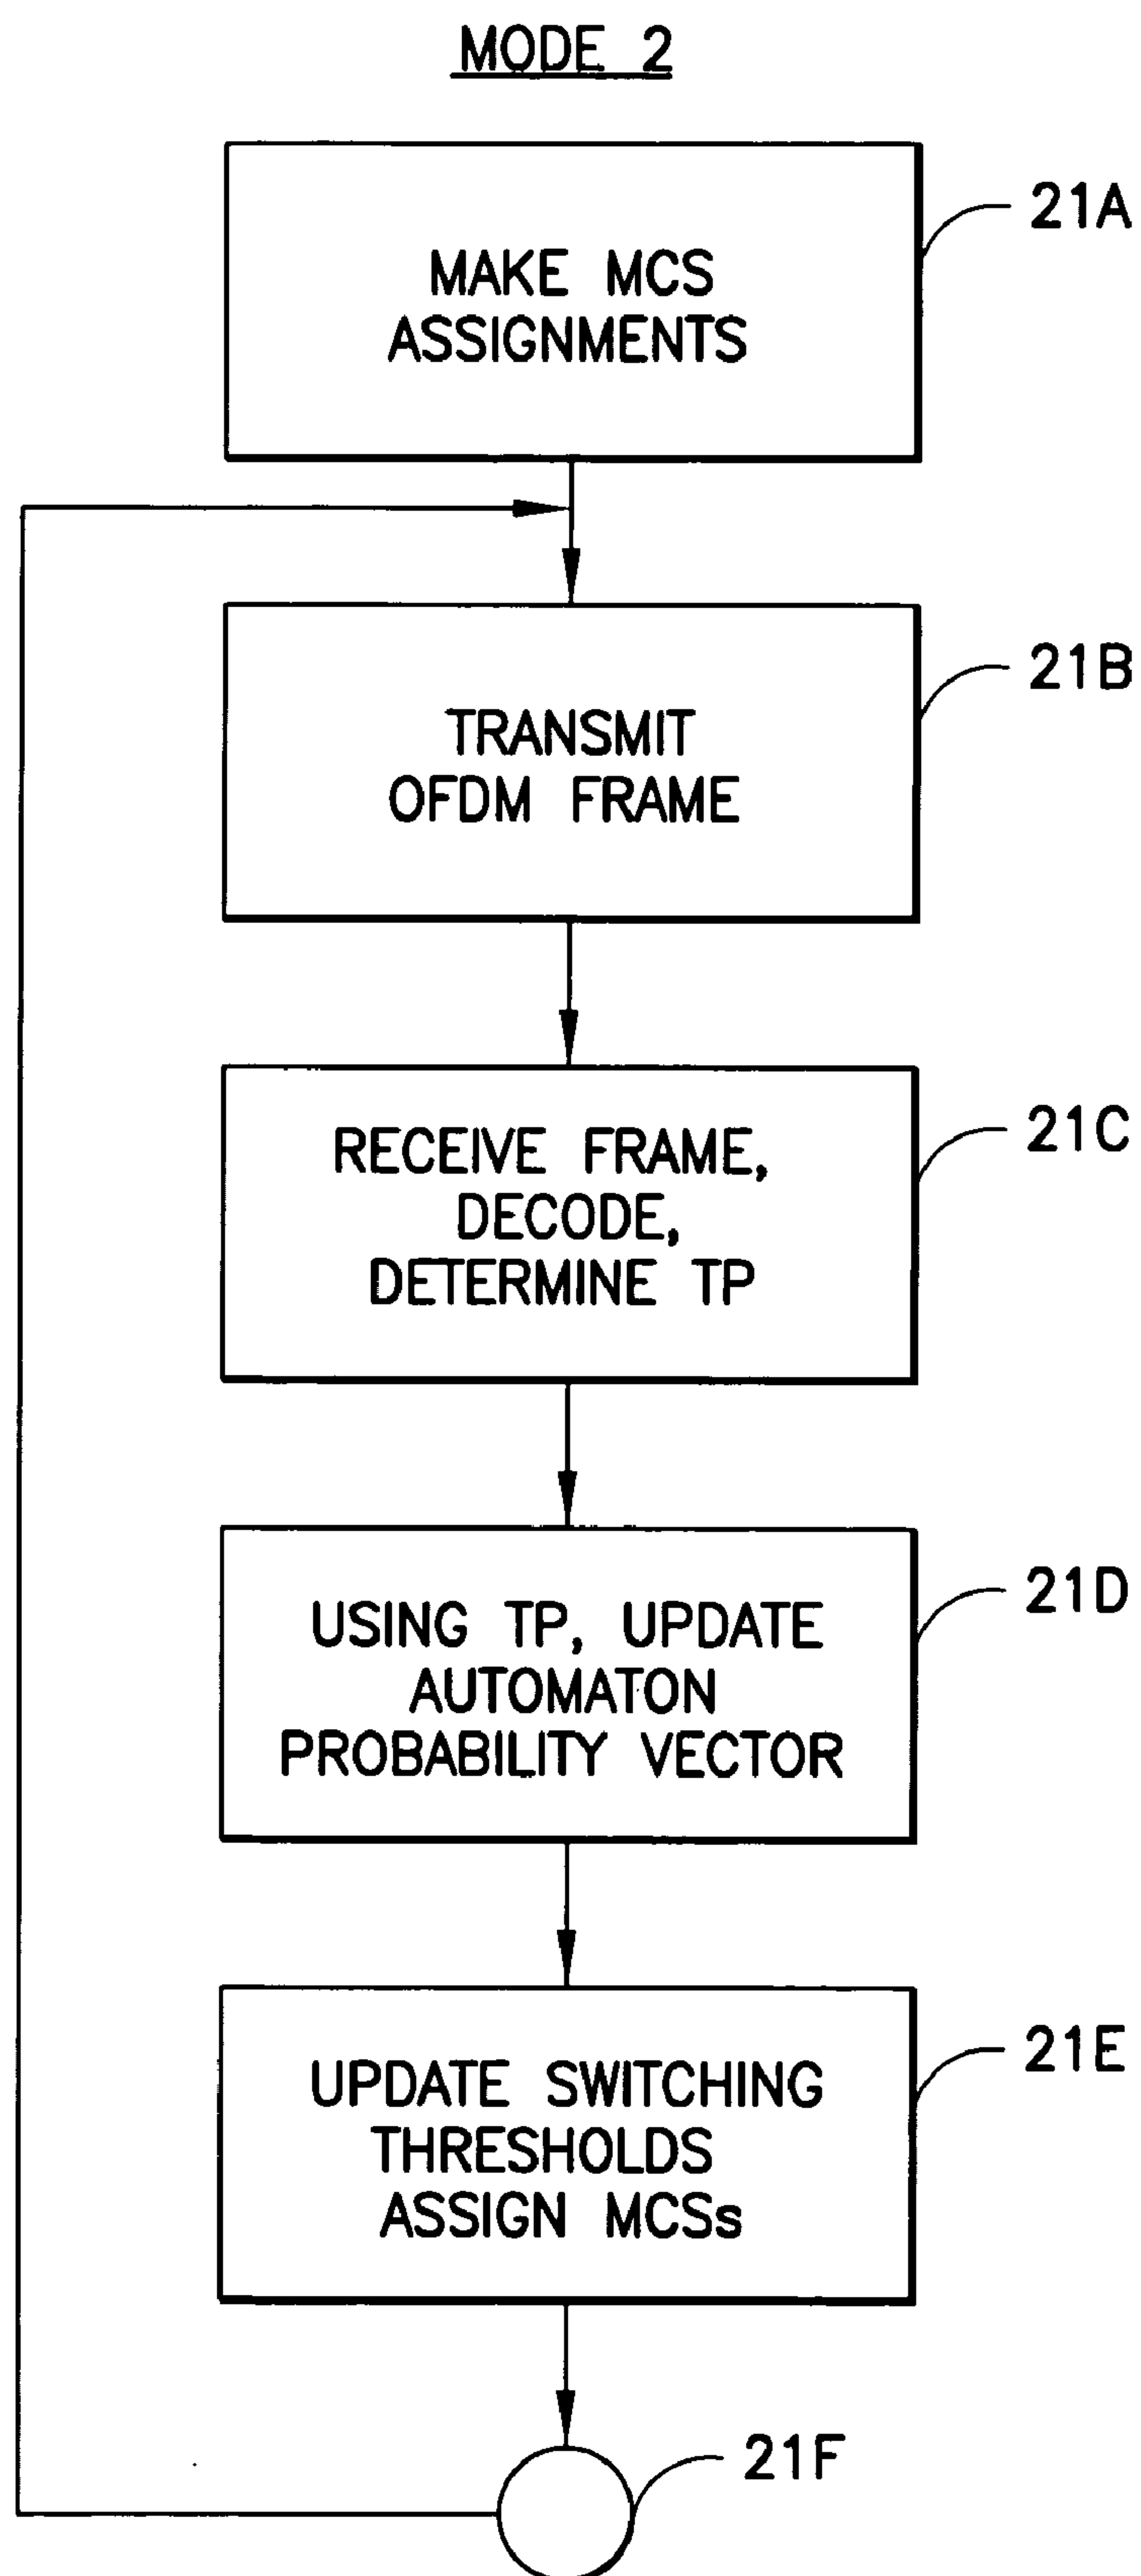 MODE 2
21A
MAKE MCS
ASSIGNMENTS
21B
TRANSMIT
OFDM FRAME
21C
RECEIVE FRAME,
DECODE,
DETERMINE TP
21D
USING TP, UPDATE
AUTOMATON
PROBABILITY VECTOR
21E
UPDATE SWITCHING
THRESHOLDS
ASSIGN MCSs
21F